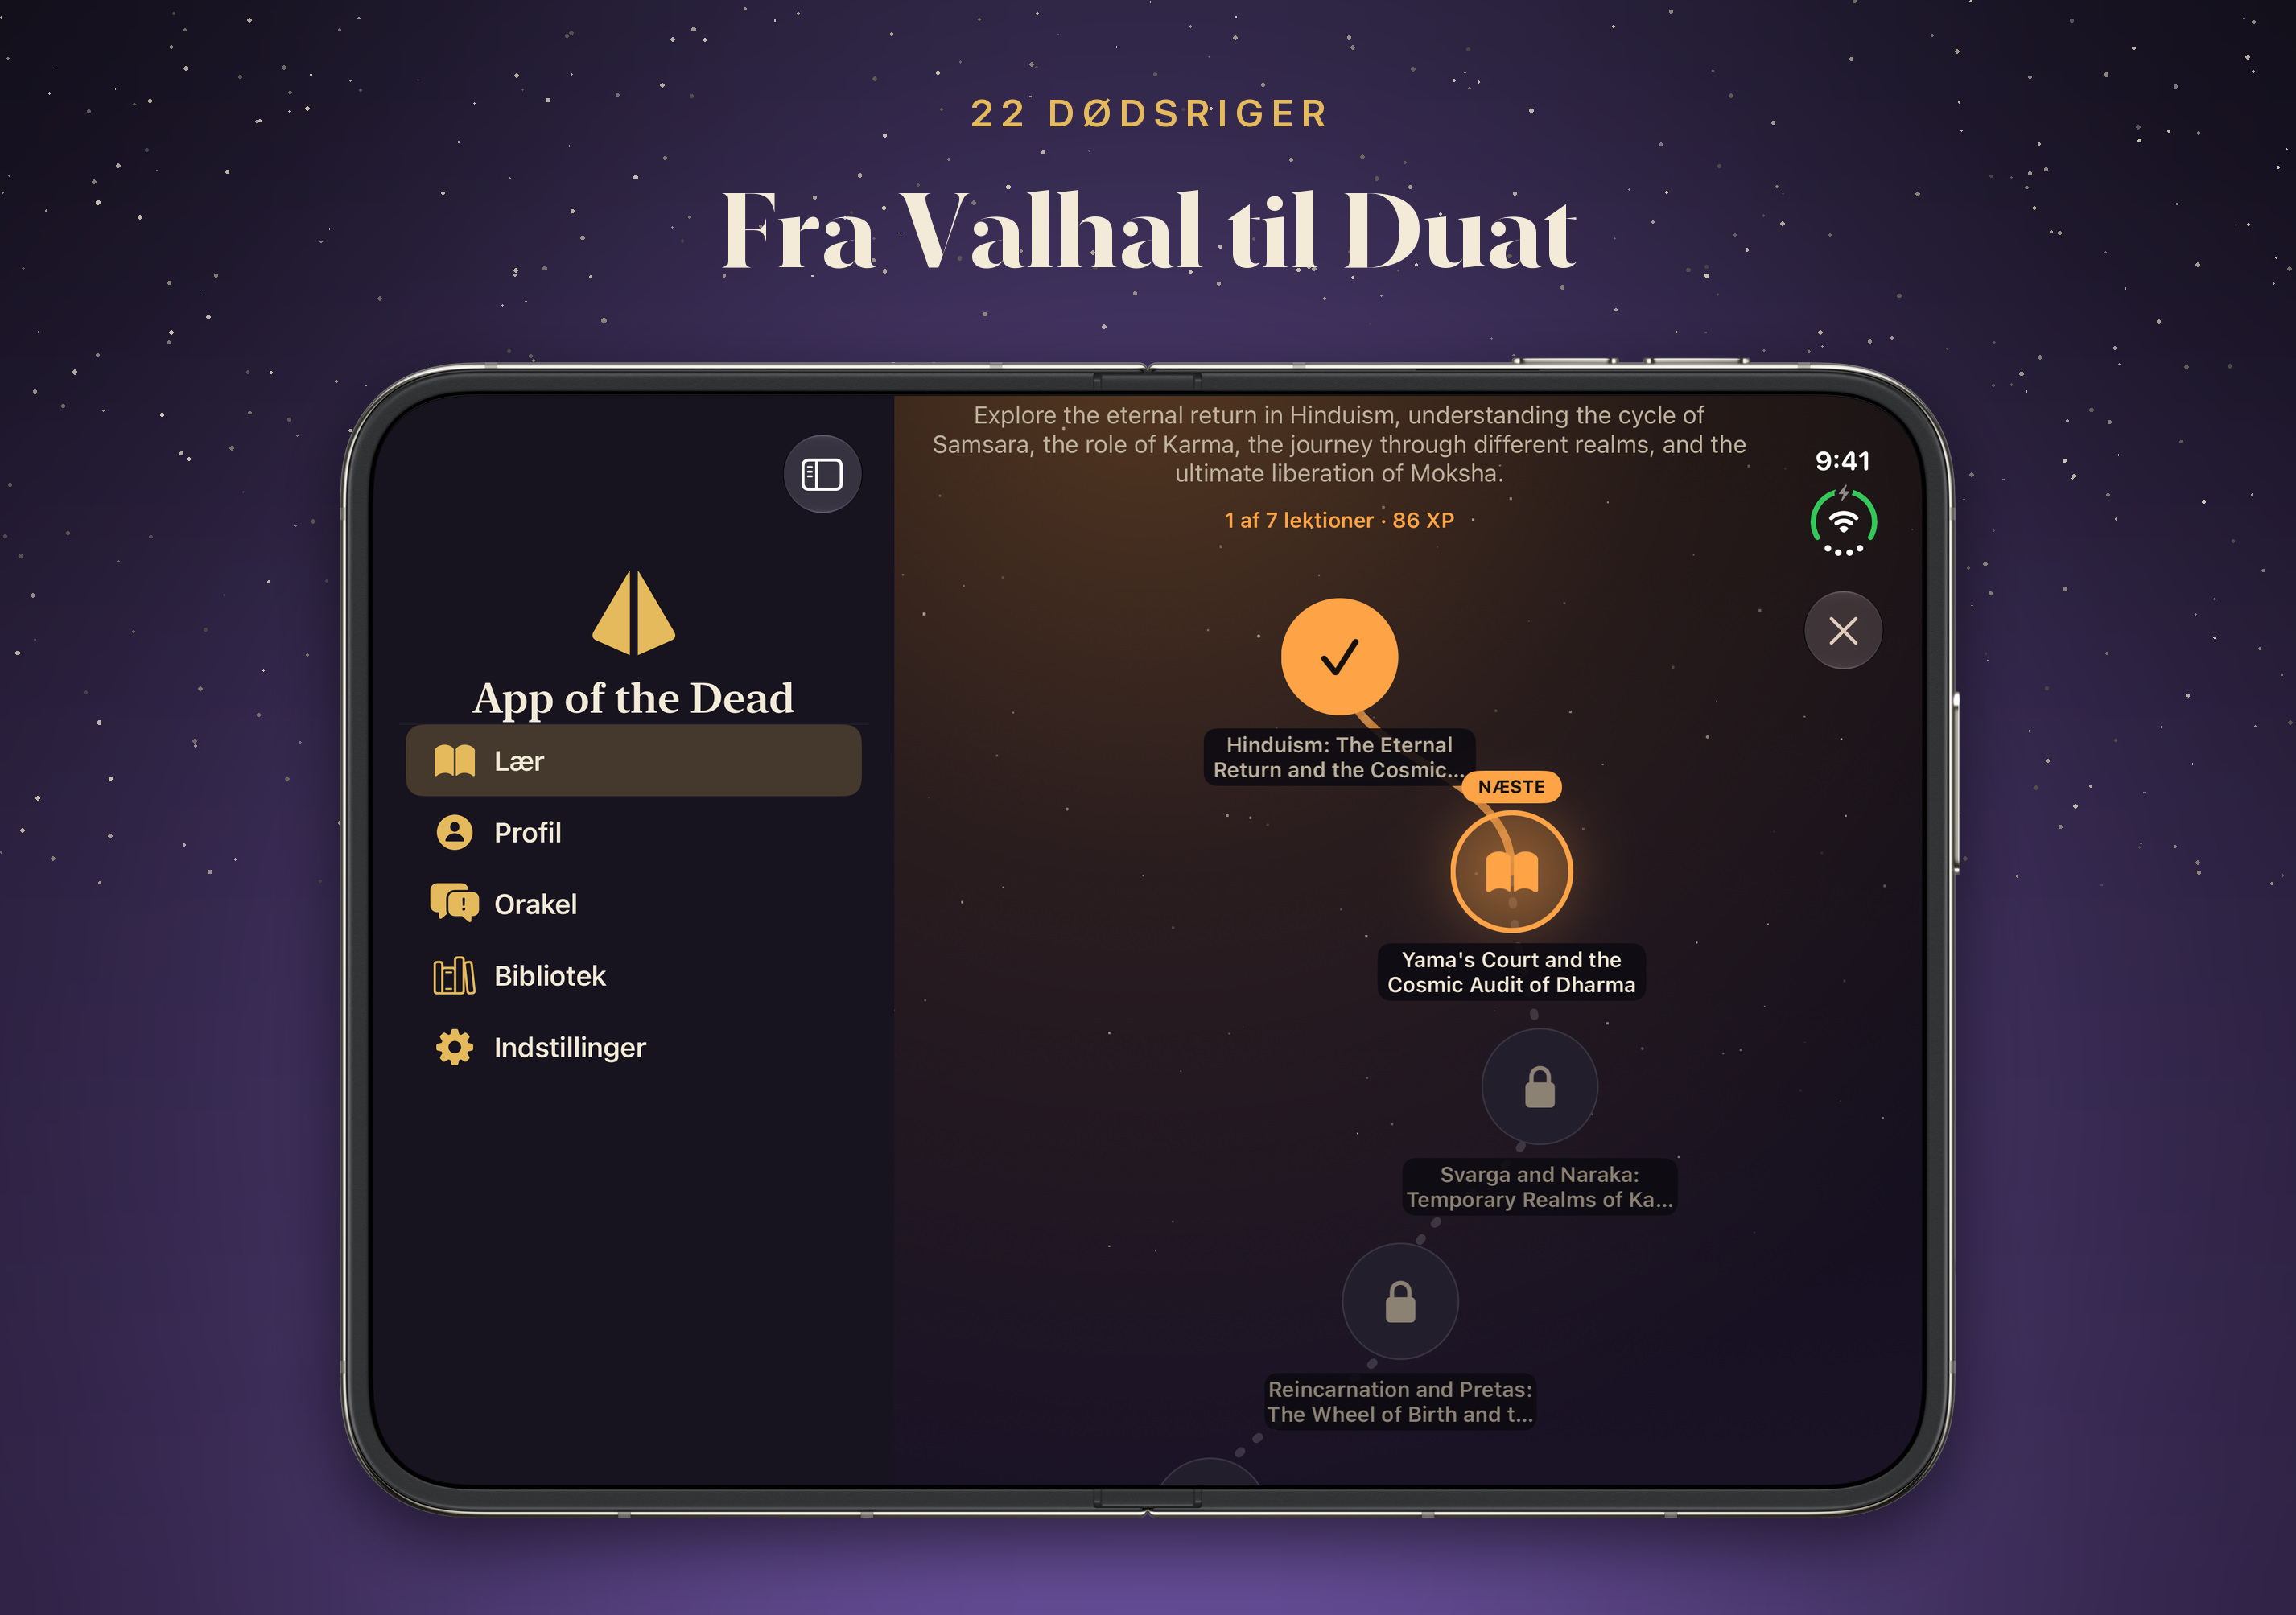 22 DØDSRIGER
Fra Valhal til Duat
App of the Dead
Lær
Profil
Orakel
Bibliotek
Indstillinger
Explore the eternal return in Hinduism, understanding the cycle of
Samsara, the role of Karma, the journey through different realms, and the
ultimate liberation of Moksha.
1 af 7 lektioner · 86 XP
9:41
Hinduism: The Eternal
Return and the Cosmic...
NÆSTE
Yama's Court and the
Cosmic Audit of Dharma
Svarga and Naraka:
Temporary Realms of Ka...
Reincarnation and Pretas:
The Wheel of Birth and t...